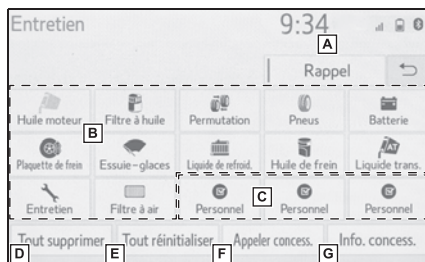 Entretien 9:34
A
Rappel
Huile moteur Filtre à huile Permutation Pneus Batterie
B
Plaquette de frein Essuie-glaces Liquide de refroid. Huile de frein Liquide trans.
C
Entretien Filtre à air Personnel Personnel Personnel
D E F G
Tout supprimer Tout réinitialiser Appeler concess. Info. concess.